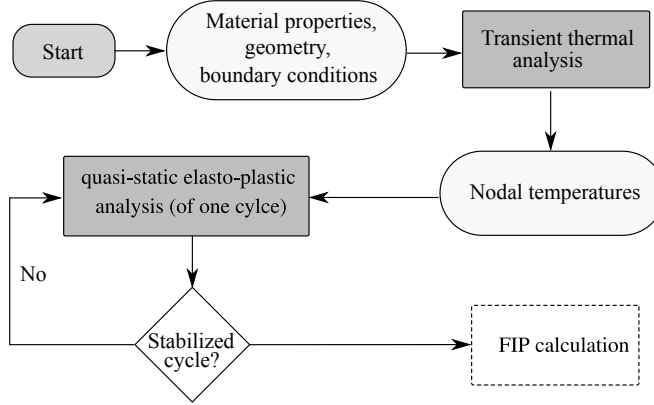 Start
Material properties,
geometry,
boundary conditions
Transient thermal
analysis
Nodal temperatures
quasi-static elasto-plastic
analysis (of one cylce)
No
Stabilized
cycle?
FIP calculation